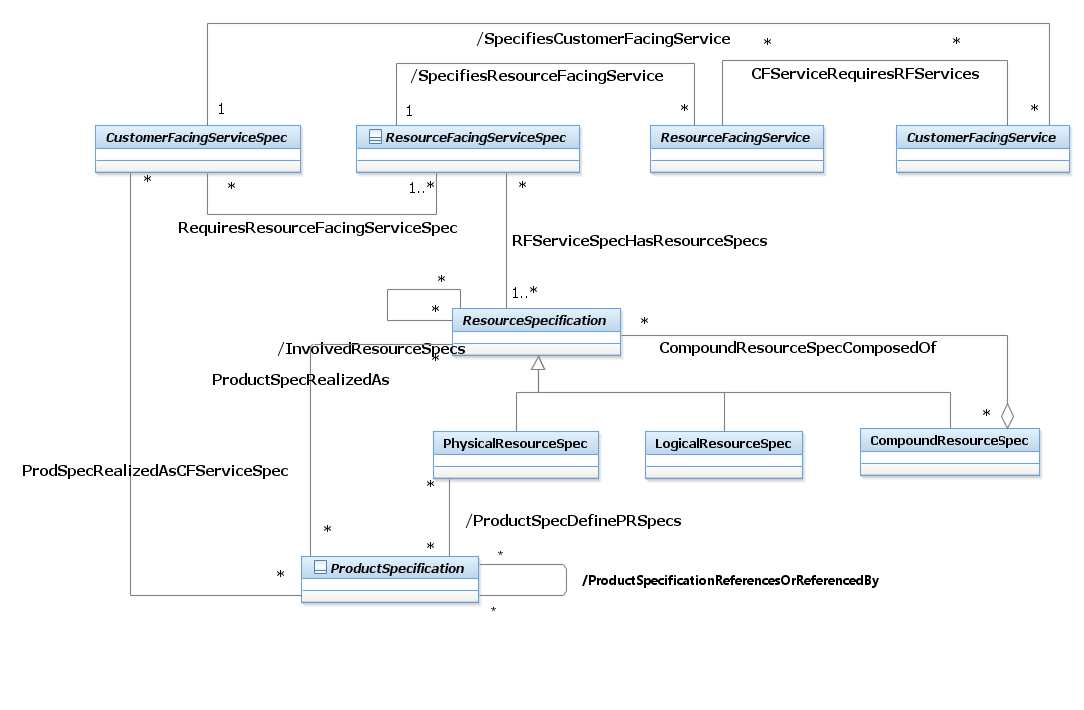 /SpecifiesCustomerFacingService
*
*
/SpecifiesResourceFacingService
CFServiceRequiresRFServices
1
1
*
*
CustomerFacingServiceSpec
ResourceFacingServiceSpec
ResourceFacingService
CustomerFacingService
*
*
1..*
*
RequiresResourceFacingServiceSpec
RFServiceSpecHasResourceSpecs
*
1..*
*
ResourceSpecification
*
/InvolvedResourceSpecs
CompoundResourceSpecComposedOf
*
ProductSpecRealizedAs
*
PhysicalResourceSpec
LogicalResourceSpec
CompoundResourceSpec
ProdSpecRealizedAsCFServiceSpec
*
/ProductSpecDefinePRSpecs
*
*
*
*
ProductSpecification
/ProductSpecificationReferencesOrReferencedBy
*